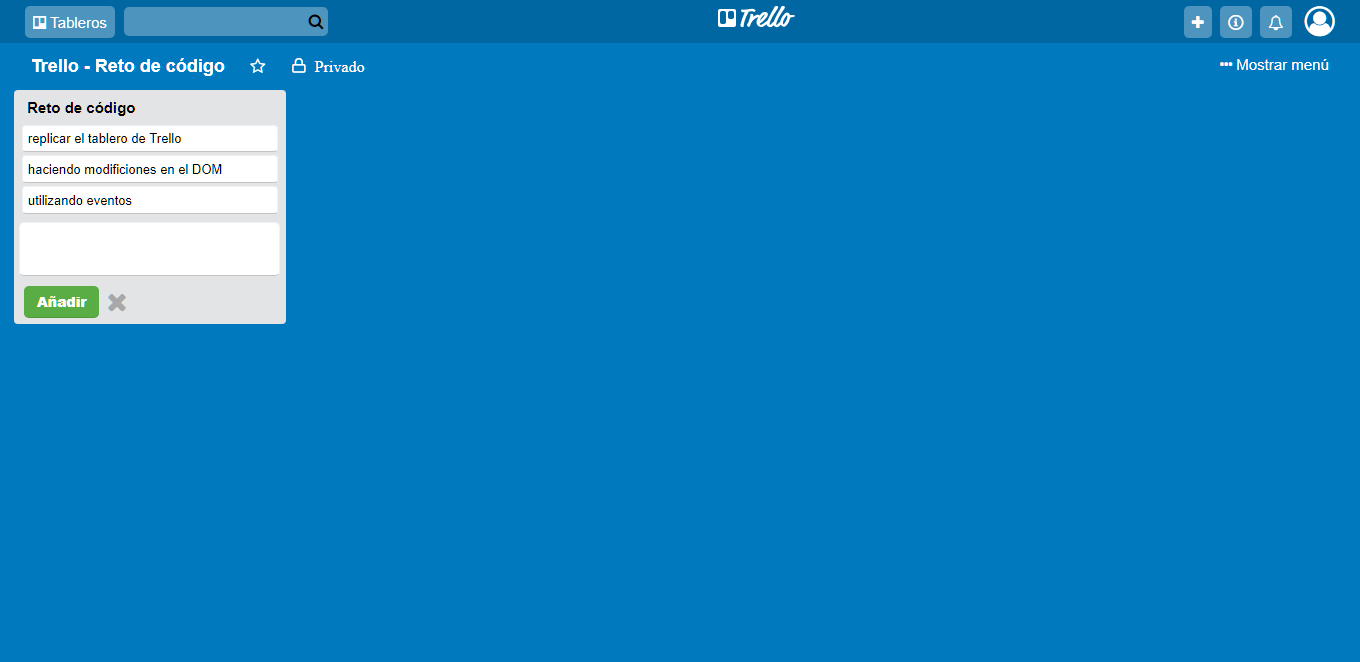 Tableros
Trello
Trello - Reto de código
Privado
Mostrar menú
Reto de código
replicar el tablero de Trello
haciendo modificiones en el DOM
utilizando eventos
Añadir